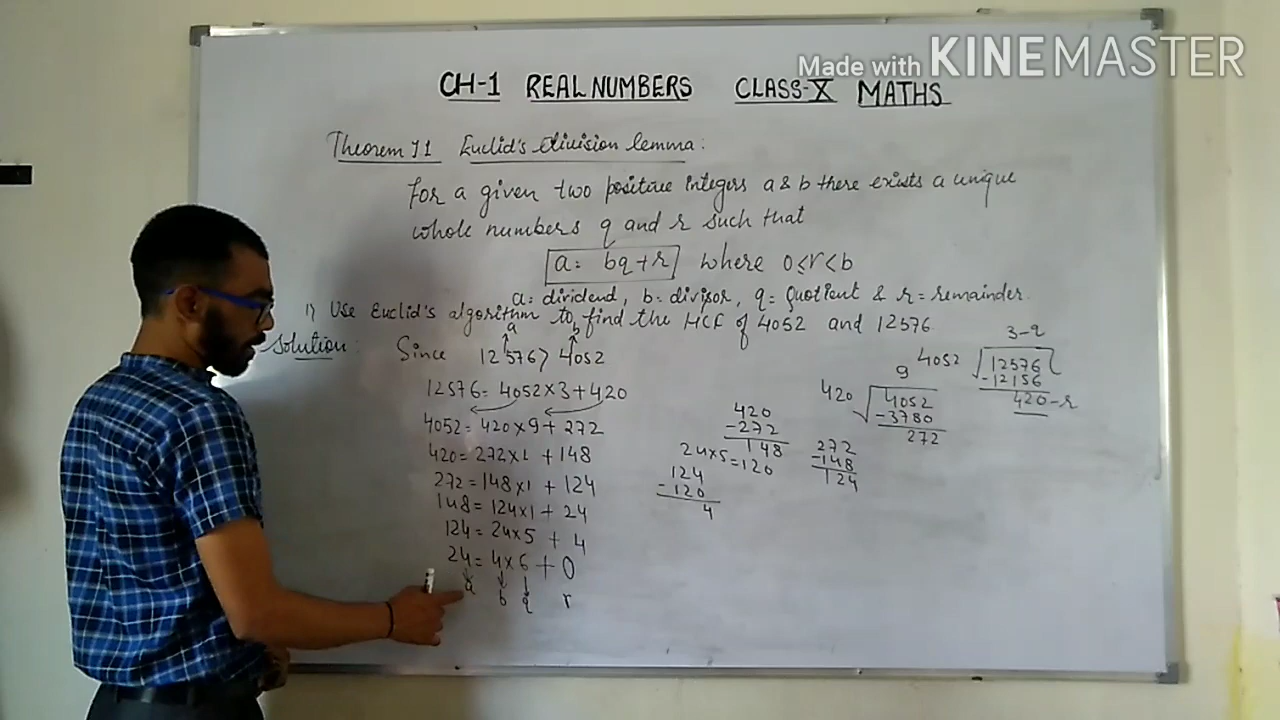 Made with KINEMASTER
CH-1 REAL NUMBERS CLASS-X MATHS
Theorem 1.1 Euclid's division lemma:
for a given two positive integers a & b there exists a unique
whole numbers q and r such that
a = bq + r where 0 ≤ r < b
a = dividend, b = divisor, q = Quotient & r = remainder.
1) Use Euclid's algorithm to find the HCF of 4052 and 12576.
a b
Solution: Since 12576 > 4052
12576 = 4052 × 3 + 420
4052 = 420 × 9 + 272
420 = 272 × 1 + 148
272 = 148 × 1 + 124
148 = 124 × 1 + 24
124 = 24 × 5 + 4
24 = 4 × 6 + 0
a b q r
3 - q
4052 12576
- 12156
420 - r
9
420 4052
- 3780
272
420
- 272
148
272
- 148
124
24 × 5 = 120
124
- 120
4